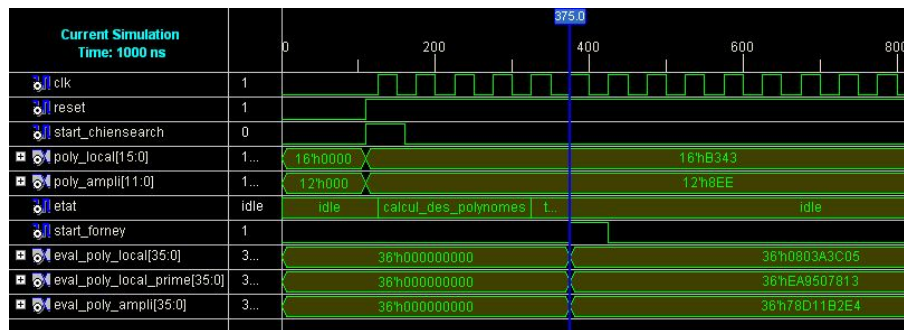 375.0
Current Simulation
Time: 1000 ns
0 200 400 600 800
clk 1
reset 1
start_chiensearch 0
poly_local[15:0] 1... 16'h0000 16'hB343
poly_ampli[11:0] 1... 12'h000 12'h8EE
etat idle idle calcul_des_polynomes t... idle
start_forney 1
eval_poly_local[35:0] 3... 36'h000000000 36'h0803A3C05
eval_poly_local_prime[35:0] 3... 36'h000000000 36'hEA9507813
eval_poly_ampli[35:0] 3... 36'h000000000 36'h78D11B2E4